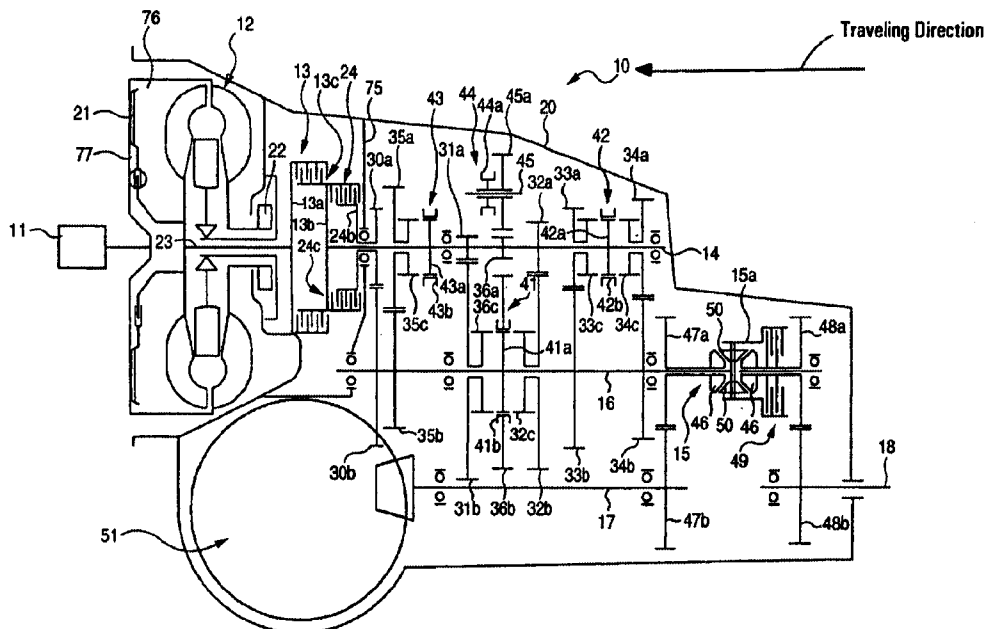 Traveling Direction
76
12
10
13
13c
24
75
43
44
44a
45a
20
21
35a
42
34a
77
22
30a
31a
45
32a
33a
11
23
13a
13b
24b
24c
42a
14
43a
43b
35c
36a
36c
41
33c
42b
34c
15a
47a
50
48a
41a
16
35b
41b
32c
46
50
46
15
49
30b
33b
34b
18
31b
36b
32b
17
47b
48b
51